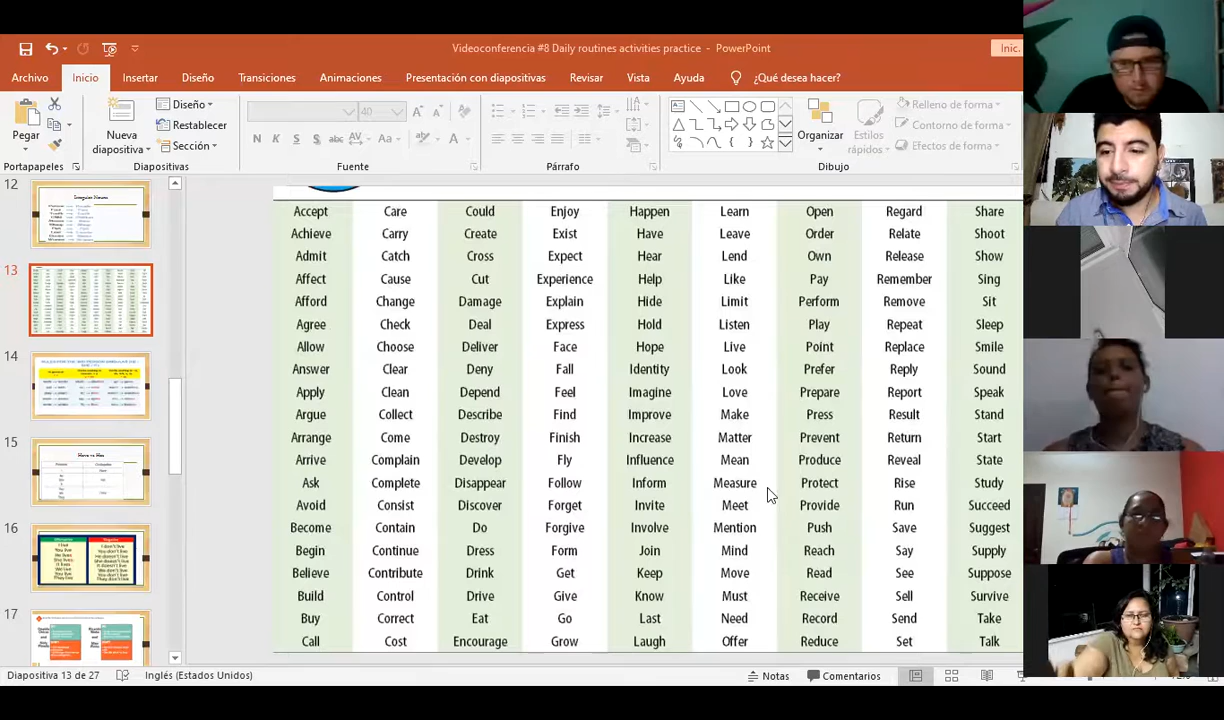 Videoconferencia #8 Daily routines activities practice - PowerPoint
Inic.
Archivo Inicio Insertar Diseño Transiciones Animaciones Presentación con diapositivas Revisar Vista Ayuda ¿Qué desea hacer?
Pegar
Nueva diapositiva
Diseño
Restablecer
Sección
40
N K S S abc AV Aa A
Organizar
Estilos rápidos
Relleno de forma
Contorno de forma
Efectos de forma
Portapapeles Diapositivas Fuente Párrafo Dibujo
12
Irregular Nouns
13
14
15
Have vs Has
16
17
Accept Care Could Enjoy Happen Learn Open Regard Share
Achieve Carry Create Exist Have Leave Order Relate Shoot
Admit Catch Cross Expect Hear Lend Own Release Show
Affect Cause Cut Experience Help Like Pay Remember Sing
Afford Change Damage Explain Hide Limit Perform Remove Sit
Agree Check Deal Express Hold Listen Play Repeat Sleep
Allow Choose Deliver Face Hope Live Point Replace Smile
Answer Clear Deny Fall Identity Look Prefer Reply Sound
Apply Clean Depend Feel Imagine Love Prepare Report Speak
Argue Collect Describe Find Improve Make Press Result Stand
Arrange Come Destroy Finish Increase Matter Prevent Return Start
Arrive Complain Develop Fly Influence Mean Produce Reveal State
Ask Complete Disappear Follow Inform Measure Protect Rise Study
Avoid Consist Discover Forget Invite Meet Provide Run Succeed
Become Contain Do Forgive Involve Mention Push Save Suggest
Begin Continue Dress Form Join Mind Reach Say Supply
Believe Contribute Drink Get Keep Move Read See Suppose
Build Control Drive Give Know Must Receive Sell Survive
Buy Correct Eat Go Last Need Record Send Take
Call Cost Encourage Grow Laugh Offer Reduce Set Talk
Diapositiva 13 de 27 Inglés (Estados Unidos) Notas Comentarios